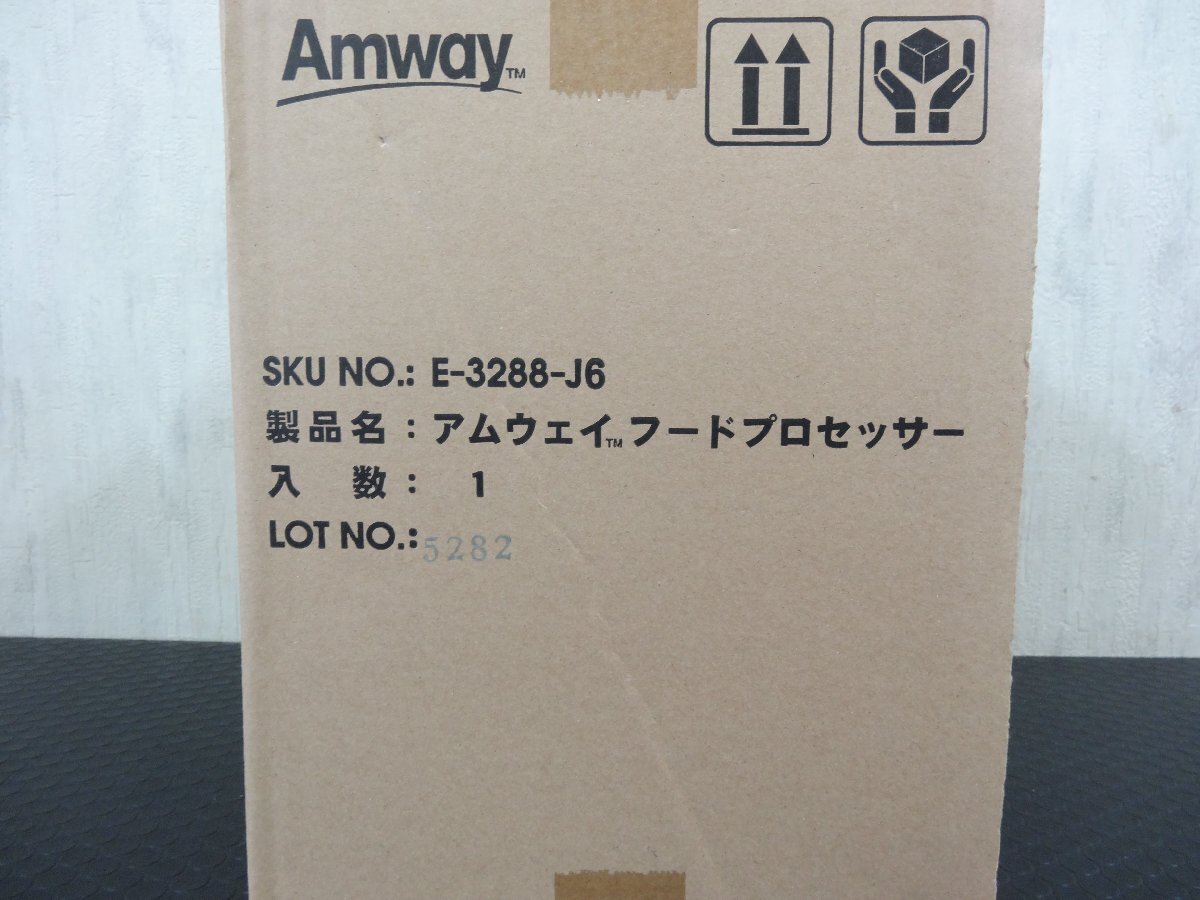 Amway™
SKU NO.: E-3288-J6
製品名：アムウェイ™フードプロセッサー
入　数： 1
LOT NO.: 5282